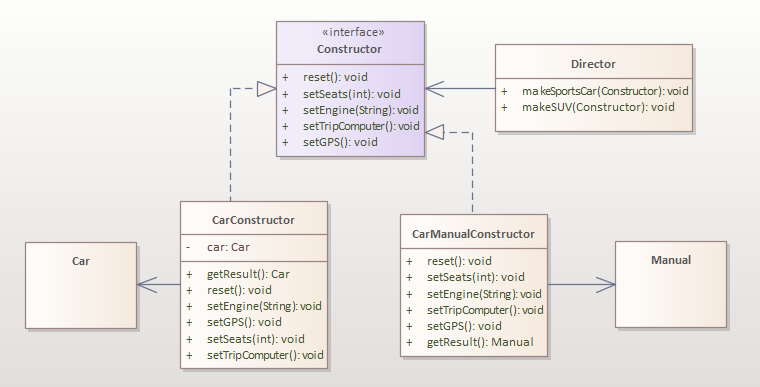 «interface»
Constructor
+ reset(): void
+ setSeats(int): void
+ setEngine(String): void
+ setTripComputer(): void
+ setGPS(): void
Director
+ makeSportsCar(Constructor): void
+ makeSUV(Constructor): void
CarConstructor
- car: Car
+ getResult(): Car
+ reset(): void
+ setEngine(String): void
+ setGPS(): void
+ setSeats(int): void
+ setTripComputer(): void
CarManualConstructor
+ reset(): void
+ setSeats(int): void
+ setEngine(String): void
+ setTripComputer(): void
+ setGPS(): void
+ getResult(): Manual
Car
Manual